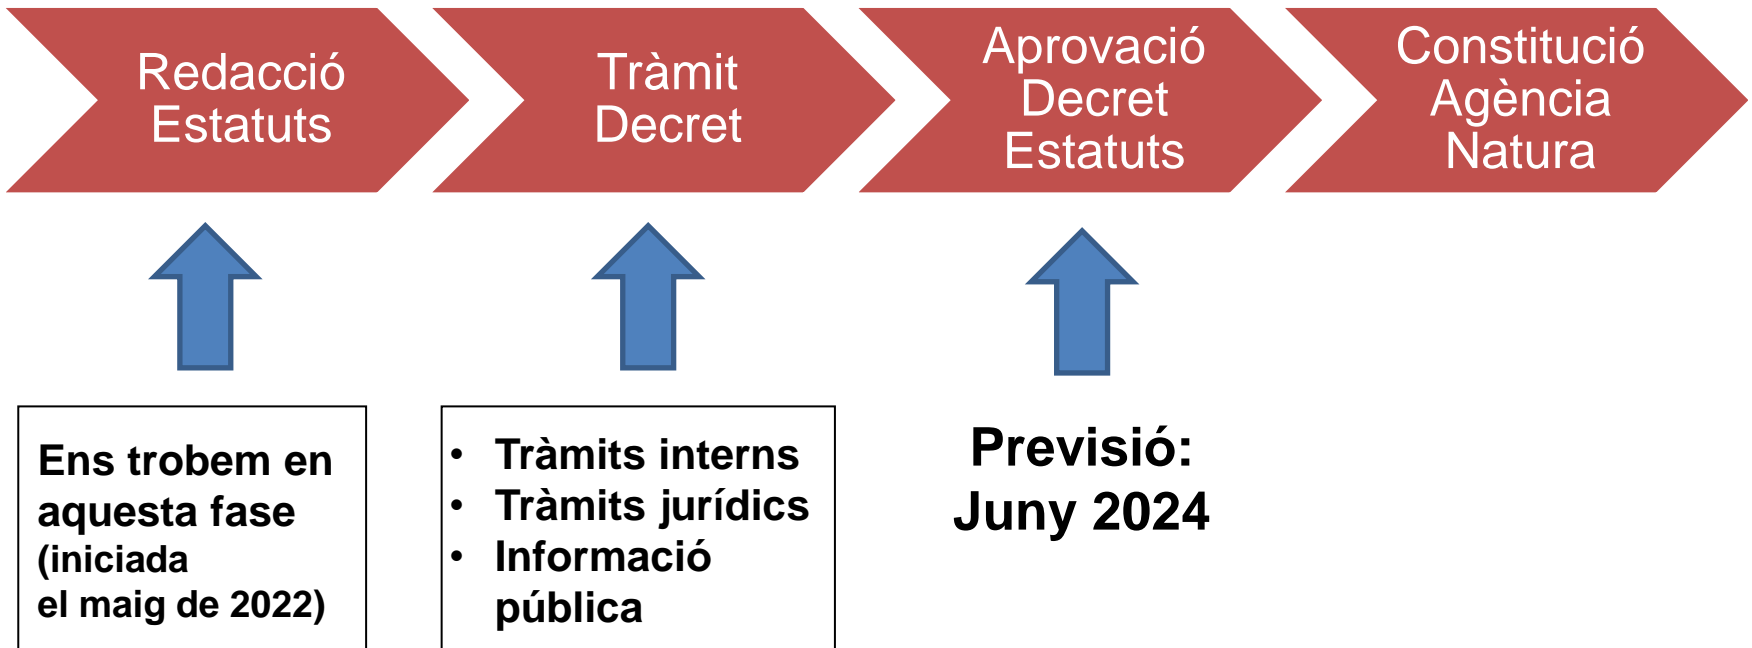 Redacció
Estatuts
Tràmit
Decret
Aprovació
Decret
Estatuts
Constitució
Agència
Natura
Ens trobem en
aquesta fase
(iniciada
el maig de 2022)
• Tràmits interns
• Tràmits jurídics
• Informació
pública
Previsió:
Juny 2024